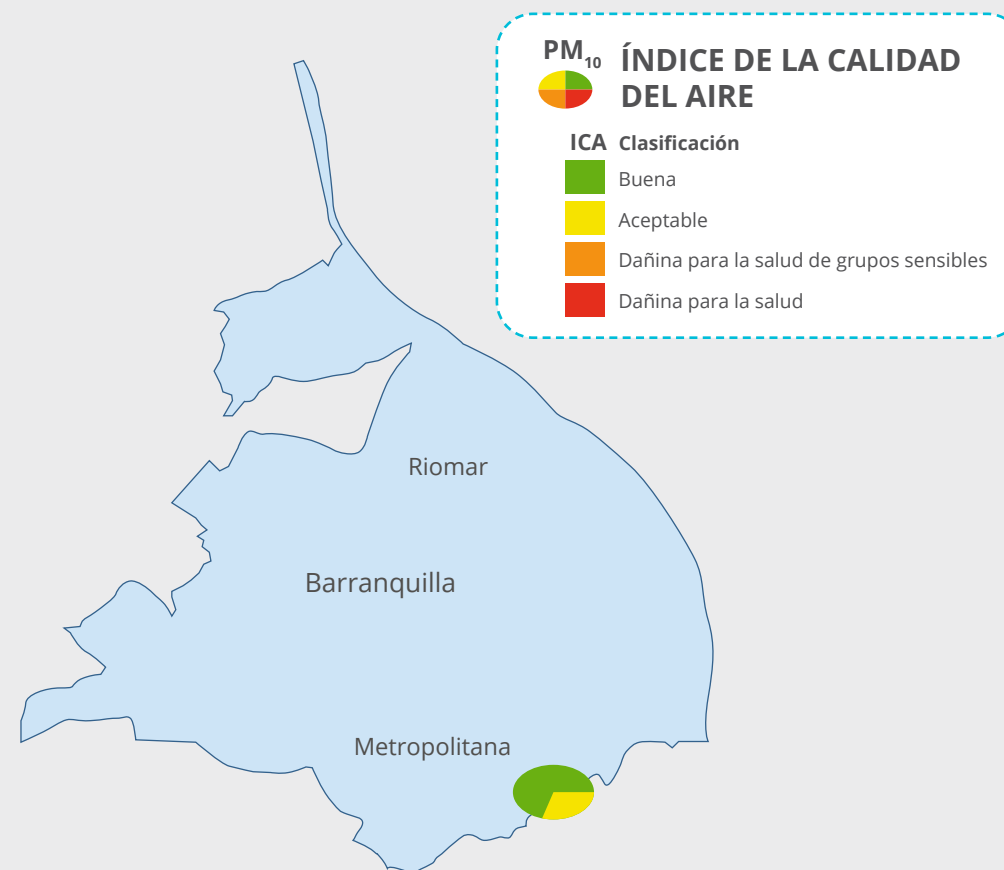 PM10
ÍNDICE DE LA CALIDAD
DEL AIRE
ICA Clasificación
Buena
Aceptable
Dañina para la salud de grupos sensibles
Dañina para la salud
Riomar
Barranquilla
Metropolitana